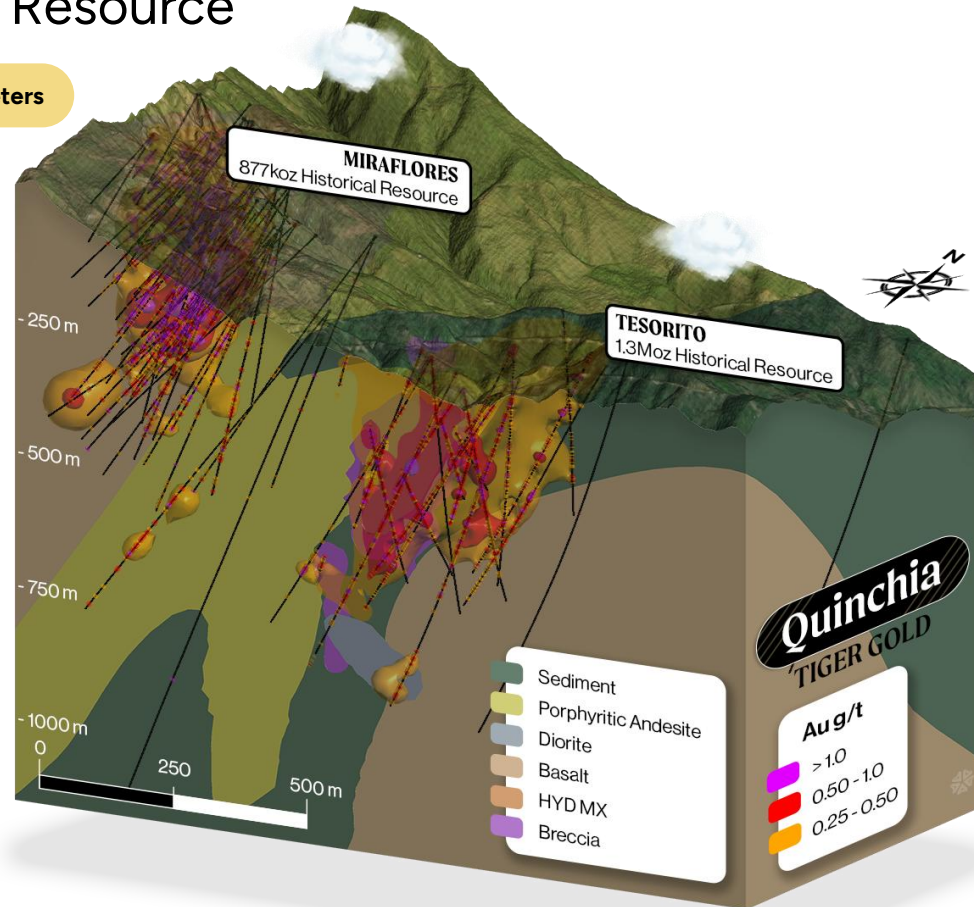 Resource
ters
MIRAFLORES
877koz Historical Resource
N
TESORITO
1.3Moz Historical Resource
- 250 m
- 500 m
- 750 m
- 1000 m
0
250
500 m
Quinchia
TIGER GOLD
Sediment
Porphyritic Andesite
Diorite
Basalt
HYD MX
Breccia
Au g/t
>1.0
0.50 - 1.0
0.25 - 0.50